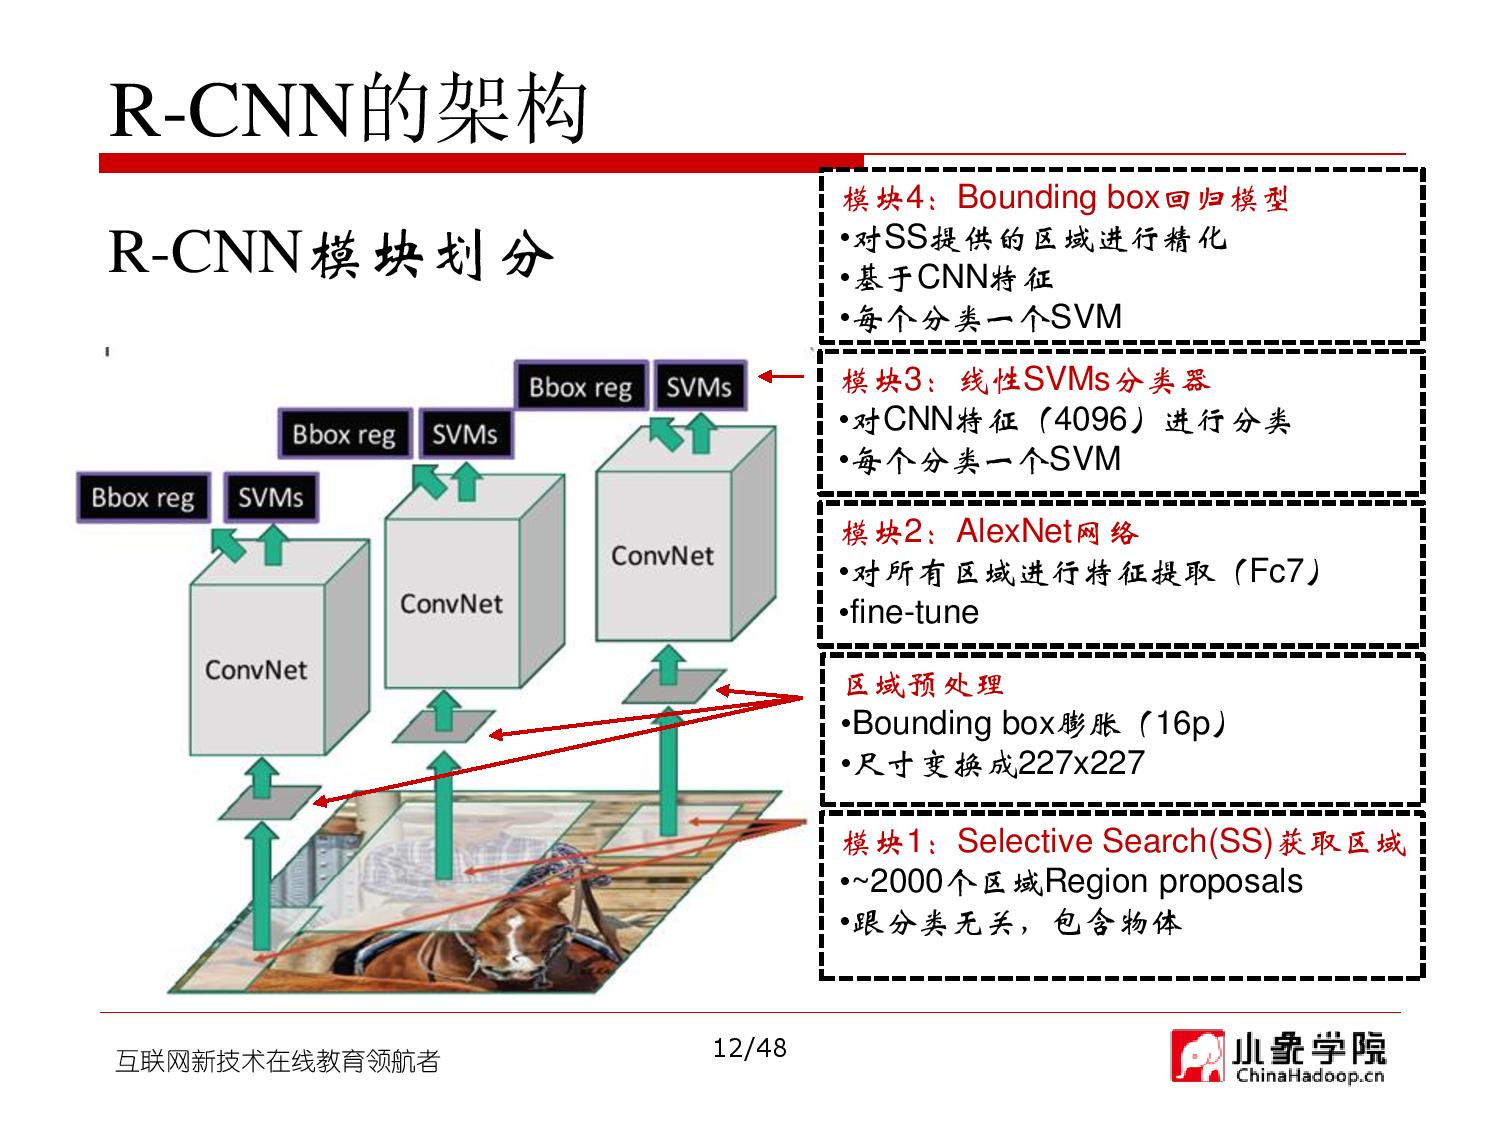 R-CNN的架构
R-CNN模块划分
模块4：Bounding box回归模型
•对SS提供的区域进行精化
•基于CNN特征
•每个分类一个SVM
模块3：线性SVMs分类器
•对CNN特征（4096）进行分类
•每个分类一个SVM
模块2：AlexNet网络
•对所有区域进行特征提取（Fc7）
•fine-tune
区域预处理
•Bounding box膨胀（16p）
•尺寸变换成227x227
模块1：Selective Search(SS)获取区域
•~2000个区域Region proposals
•跟分类无关，包含物体
Bbox reg SVMs
Bbox reg SVMs
Bbox reg SVMs
ConvNet
ConvNet
ConvNet
互联网新技术在线教育领航者
12/48
小象学院
ChinaHadoop.cn